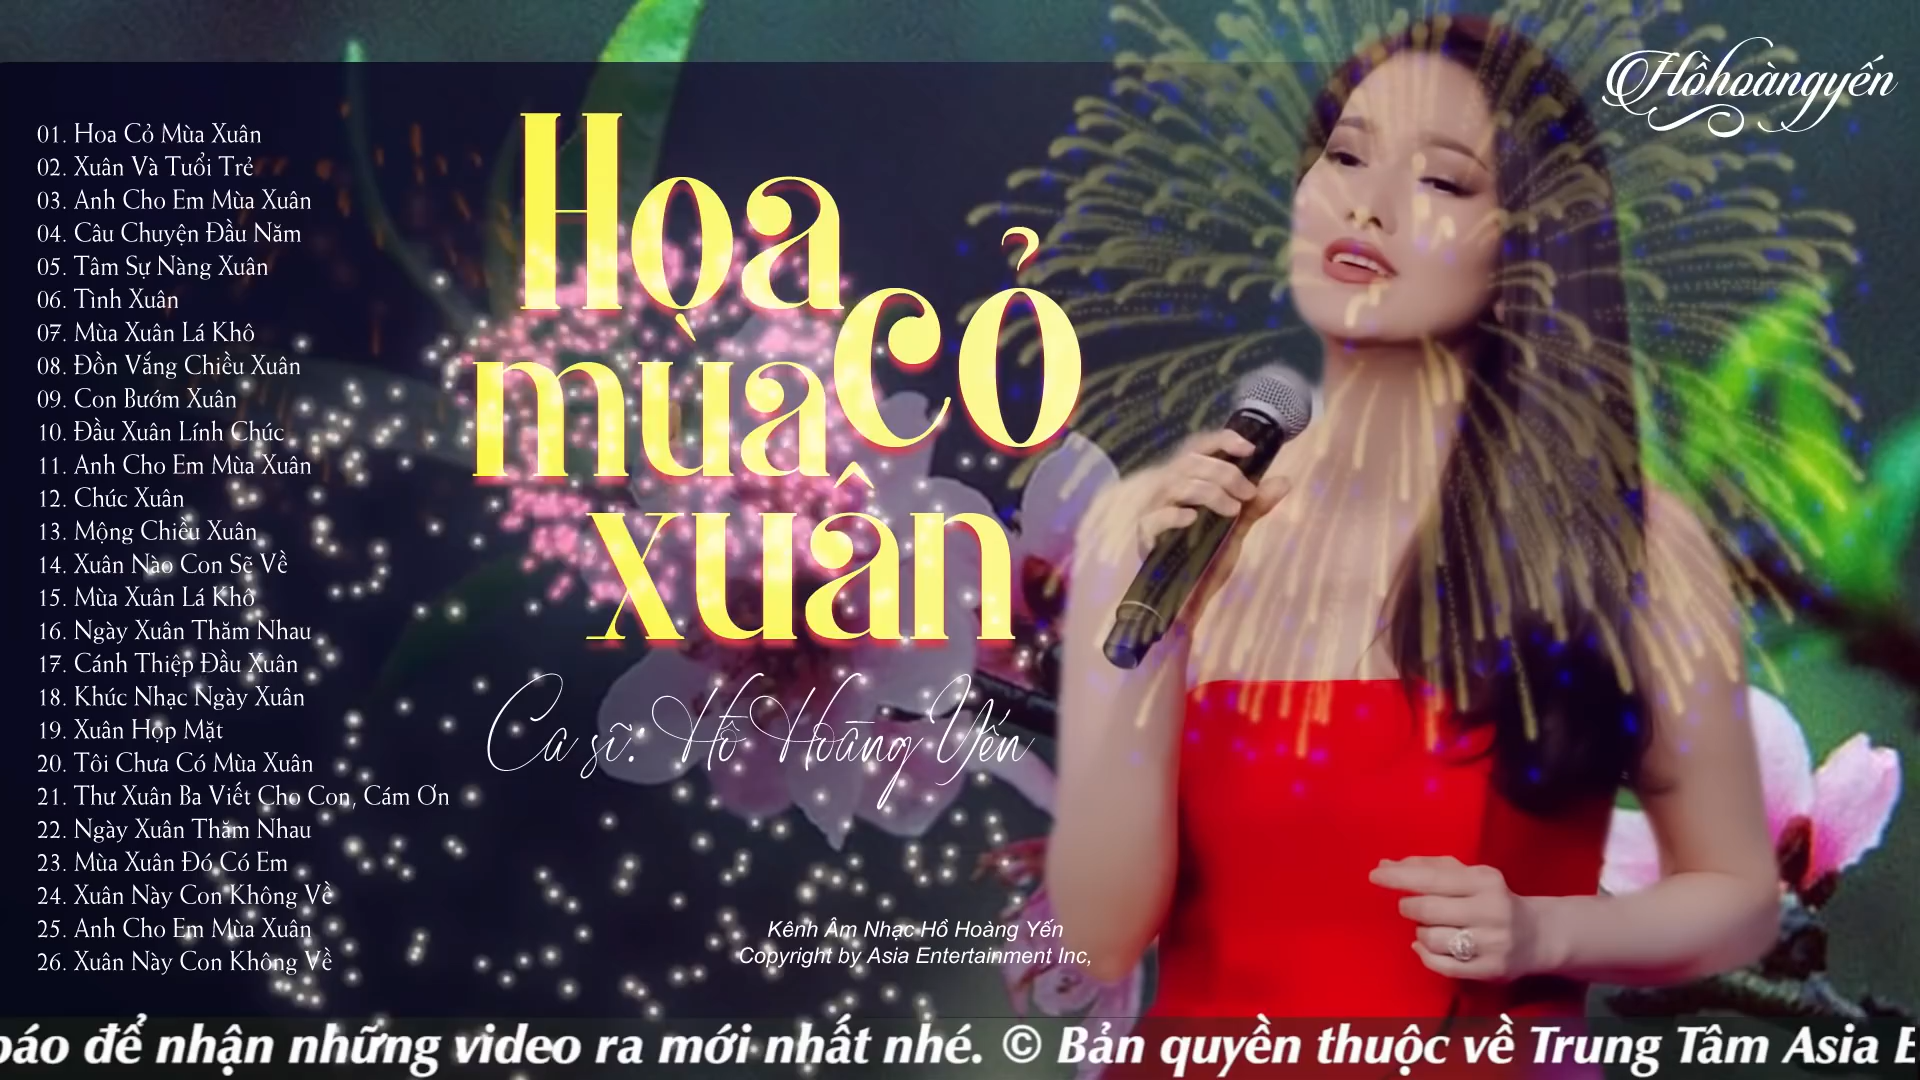 Hồ hoàng yến
01. Hoa Cỏ Mùa Xuân
02. Xuân Và Tuổi Trẻ
03. Anh Cho Em Mùa Xuân
04. Câu Chuyện Đầu Năm
05. Tâm Sự Nàng Xuân
06. Tình Xuân
07. Mùa Xuân Lá Khô
08. Đồn Vắng Chiều Xuân
09. Con Bướm Xuân
10. Đầu Xuân Lính Chúc
11. Anh Cho Em Mùa Xuân
12. Chúc Xuân
13. Mộng Chiều Xuân
14. Xuân Nào Con Sẽ Về
15. Mùa Xuân Lá Khô
16. Ngày Xuân Thăm Nhau
17. Cánh Thiệp Đầu Xuân
18. Khúc Nhạc Ngày Xuân
19. Xuân Họp Mặt
20. Tôi Chưa Có Mùa Xuân
21. Thư Xuân Ba Viết Cho Con, Cám Ơn
22. Ngày Xuân Thăm Nhau
23. Mùa Xuân Đó Có Em
24. Xuân Này Con Không Về
25. Anh Cho Em Mùa Xuân
26. Xuân Này Con Không Về
Hoa
cỏ
mùa
xuân
Ca sĩ: Hồ Hoàng Yến
Kênh Âm Nhạc Hồ Hoàng Yến
Copyright by Asia Entertainment Inc,
báo để nhận những video ra mới nhất nhé. © Bản quyền thuộc về Trung Tâm Asia E